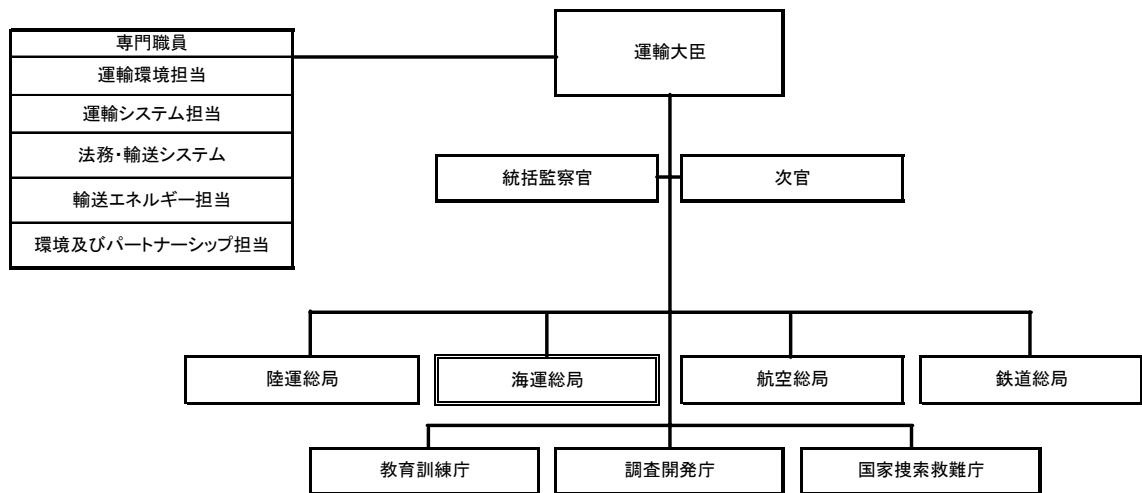 専門職員
運輸環境担当
運輸システム担当
法務・輸送システム
輸送エネルギー担当
環境及びパートナーシップ担当
運輸大臣
統括監察官
次官
陸運総局
海運総局
航空総局
鉄道総局
教育訓練庁
調査開発庁
国家捜索救難庁